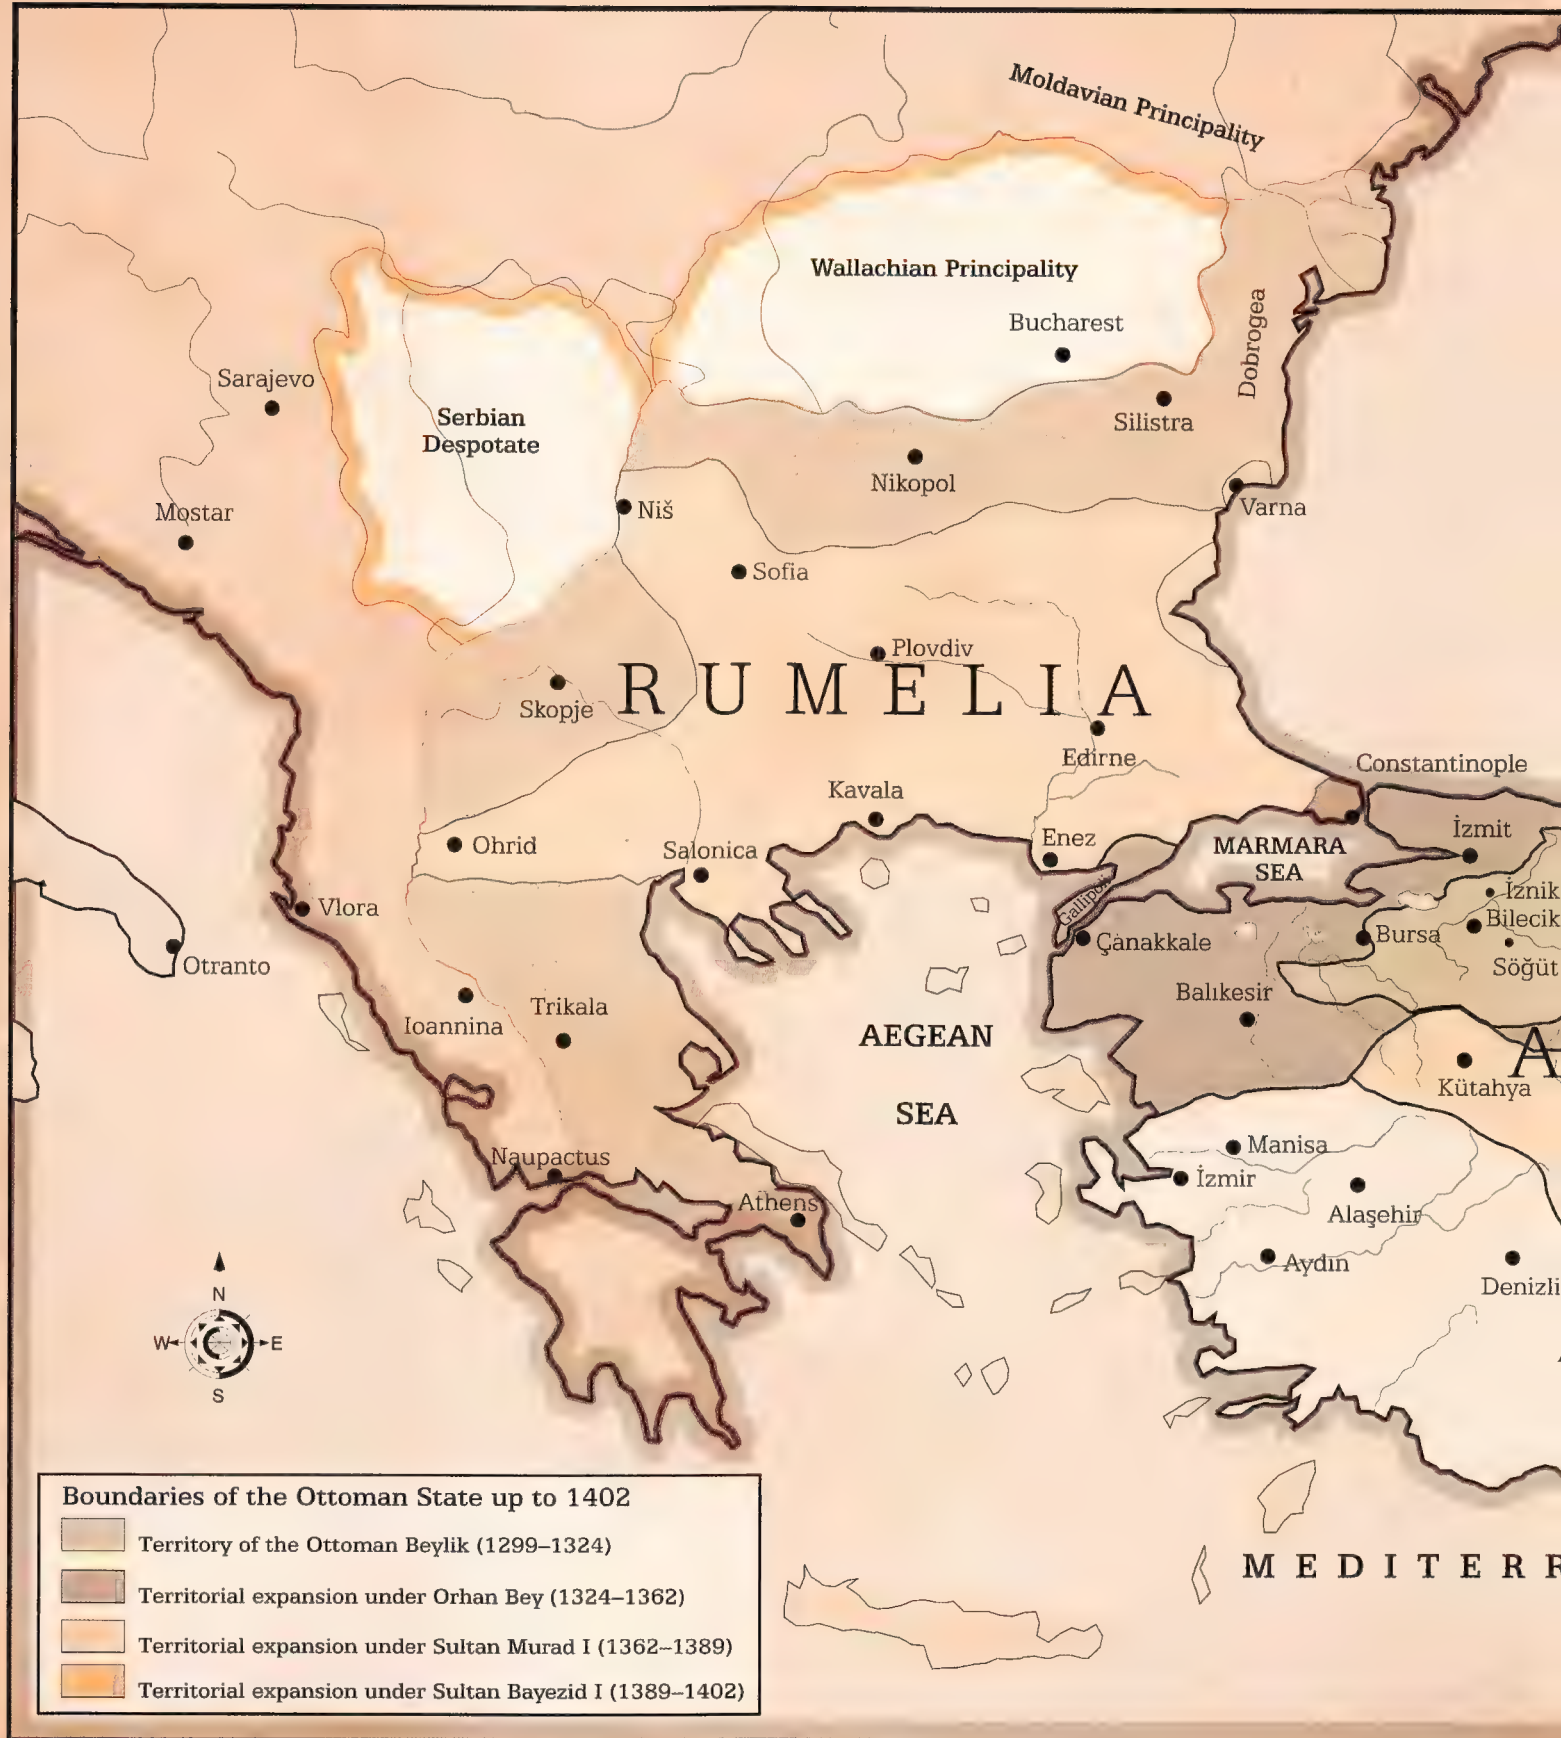 Moldavian Principality
Wallachian Principality
Bucharest
Dobrogea
Sarajevo
Serbian
Despotate
Silistra
Nikopol
Mostar
Niš
Varna
Sofia
Plovdiv
RUMELIA
Skopje
Edirne
Constantinople
Kavala
Ohrid
Salonica
Enez
MARMARA
SEA
İzmit
İznik
Gallipoli
Vlora
Bilecik
Çanakkale
Bursa
Otranto
Söğüt
Balıkesir
Ioannina
Trikala
AEGEAN
SEA
A
Kütahya
Naupactus
Manisa
İzmir
Athens
Alaşehir
Aydın
Denizli
N
W
E
S
Boundaries of the Ottoman State up to 1402
Territory of the Ottoman Beylik (1299–1324)
Territorial expansion under Orhan Bey (1324–1362)
Territorial expansion under Sultan Murad I (1362–1389)
Territorial expansion under Sultan Bayezid I (1389–1402)
MEDITERR